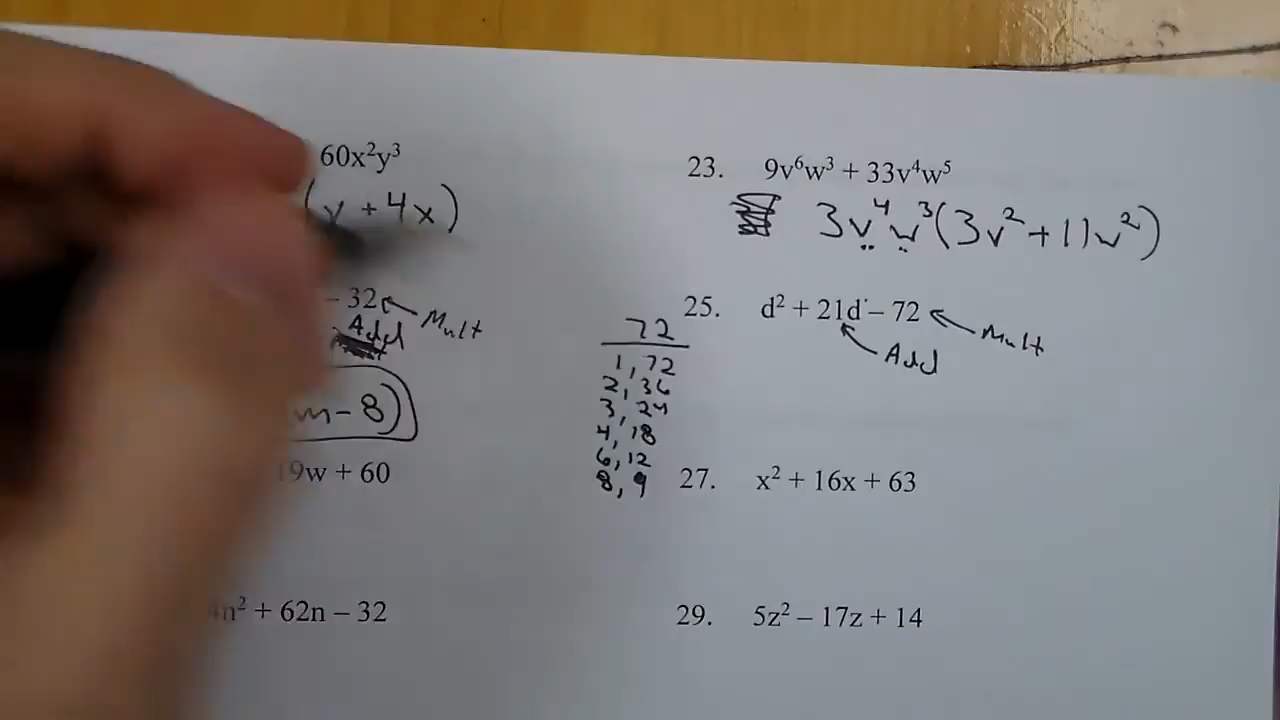 60x²y³
(y + 4x)
- 32 Mult
Add
m - 8)
19w + 60
n² + 62n – 32
23. 9v⁶w³ + 33v⁴w⁵
3v⁴w³(3v² + 11w²)
25. d² + 21d – 72 Mult
Add
72
1, 72
2, 36
3, 24
4, 18
6, 12
8, 9
27. x² + 16x + 63
29. 5z² – 17z + 14